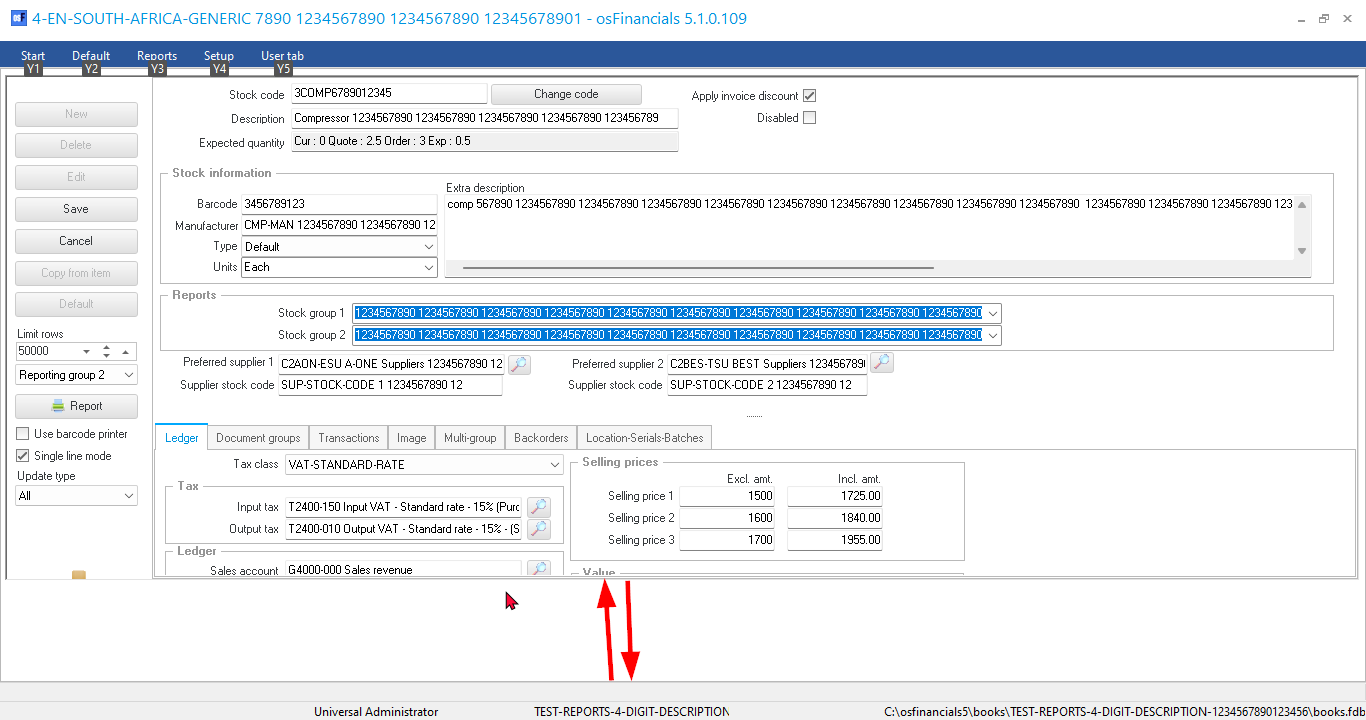 osF 4-EN-SOUTH-AFRICA-GENERIC 7890 1234567890 1234567890 12345678901 - osFinancials 5.1.0.109
Start Default Reports Setup User tab
Y1 Y2 Y3 Y4 Y5
New
Delete
Edit
Save
Cancel
Copy from item
Default
Limit rows
50000
Reporting group 2
Report
Use barcode printer
Single line mode
Update type
All
Stock code 3COMP6789012345 Change code Apply invoice discount
Description Compressor 1234567890 1234567890 1234567890 1234567890 123456789 Disabled
Expected quantity Cur : 0 Quote : 2.5 Order : 3 Exp : 0.5
Stock information
Extra description
Barcode 3456789123 comp 567890 1234567890 1234567890 1234567890 1234567890 1234567890 1234567890 1234567890 1234567890 1234567890 1234567890 1234567890 123
Manufacturer CMP-MAN 1234567890 1234567890 12
Type Default
Units Each
Reports
Stock group 1 1234567890 1234567890 1234567890 1234567890 1234567890 1234567890 1234567890 1234567890 1234567890 1234567890
Stock group 2 1234567890 1234567890 1234567890 1234567890 1234567890 1234567890 1234567890 1234567890 1234567890 1234567890
Preferred supplier 1 C2AON-ESU A-ONE Suppliers 1234567890 12 Preferred supplier 2 C2BES-TSU BEST Suppliers 1234567890
Supplier stock code SUP-STOCK-CODE 1 1234567890 12 Supplier stock code SUP-STOCK-CODE 2 1234567890 12
Ledger Document groups Transactions Image Multi-group Backorders Location-Serials-Batches
Tax class VAT-STANDARD-RATE
Tax
Input tax T2400-150 Input VAT - Standard rate - 15% (Purc
Output tax T2400-010 Output VAT - Standard rate - 15% - (S
Ledger
Sales account G4000-000 Sales revenue
Selling prices
Excl. amt. Incl. amt.
Selling price 1 1500 1725.00
Selling price 2 1600 1840.00
Selling price 3 1700 1955.00
Value
Universal Administrator TEST-REPORTS-4-DIGIT-DESCRIPTION C:\osfinancials5\books\TEST-REPORTS-4-DIGIT-DESCRIPTION-1234567890123456\books.fdb